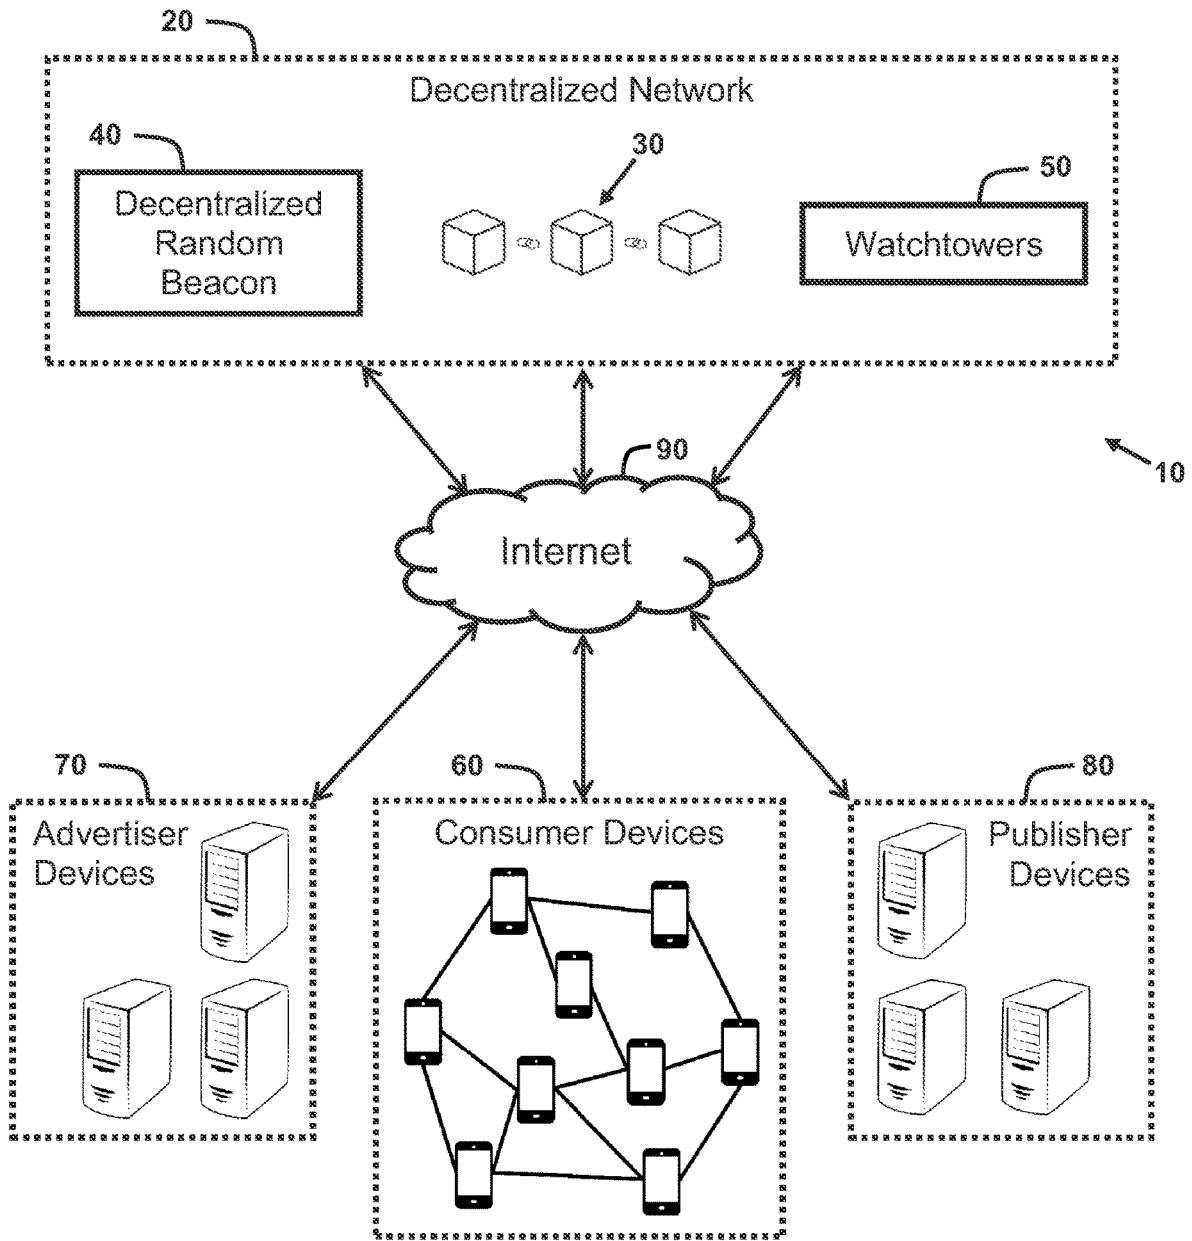 20
Decentralized Network
40
30
50
Decentralized
Random
Beacon
Watchtowers
90
10
Internet
70
60
80
Advertiser
Devices
Consumer Devices
Publisher
Devices